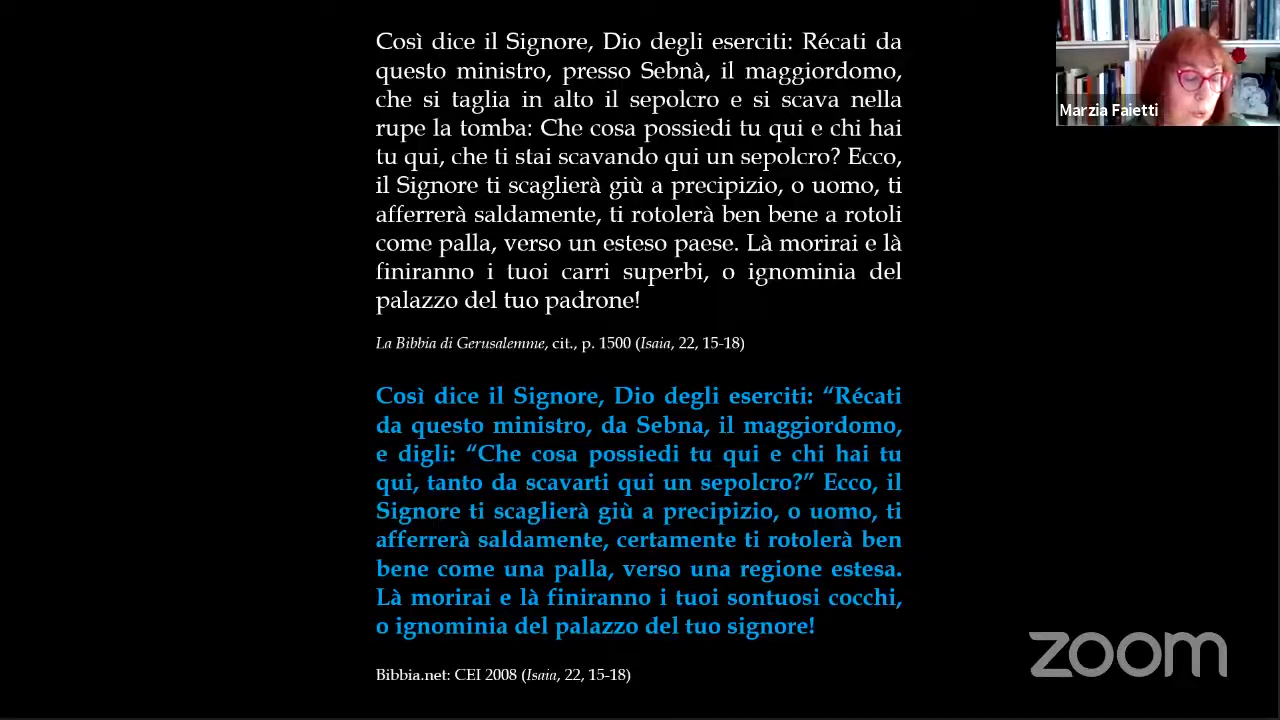 Così dice il Signore, Dio degli eserciti: Récati da
questo ministro, presso Sebnà, il maggiordomo,
che si taglia in alto il sepolcro e si scava nella
rupe la tomba: Che cosa possiedi tu qui e chi hai
tu qui, che ti stai scavando qui un sepolcro? Ecco,
il Signore ti scaglierà giù a precipizio, o uomo, ti
afferrerà saldamente, ti rotolerà ben bene a rotoli
come palla, verso un esteso paese. Là morirai e là
finiranno i tuoi carri superbi, o ignominia del
palazzo del tuo padrone!
La Bibbia di Gerusalemme, cit., p. 1500 (Isaia, 22, 15-18)
Così dice il Signore, Dio degli eserciti: “Récati
da questo ministro, da Sebna, il maggiordomo,
e digli: “Che cosa possiedi tu qui e chi hai tu
qui, tanto da scavarti qui un sepolcro?” Ecco, il
Signore ti scaglierà giù a precipizio, o uomo, ti
afferrerà saldamente, certamente ti rotolerà ben
bene come una palla, verso una regione estesa.
Là morirai e là finiranno i tuoi sontuosi cocchi,
o ignominia del palazzo del tuo signore!
Bibbia.net: CEI 2008 (Isaia, 22, 15-18)
Marzia Faietti
zoom